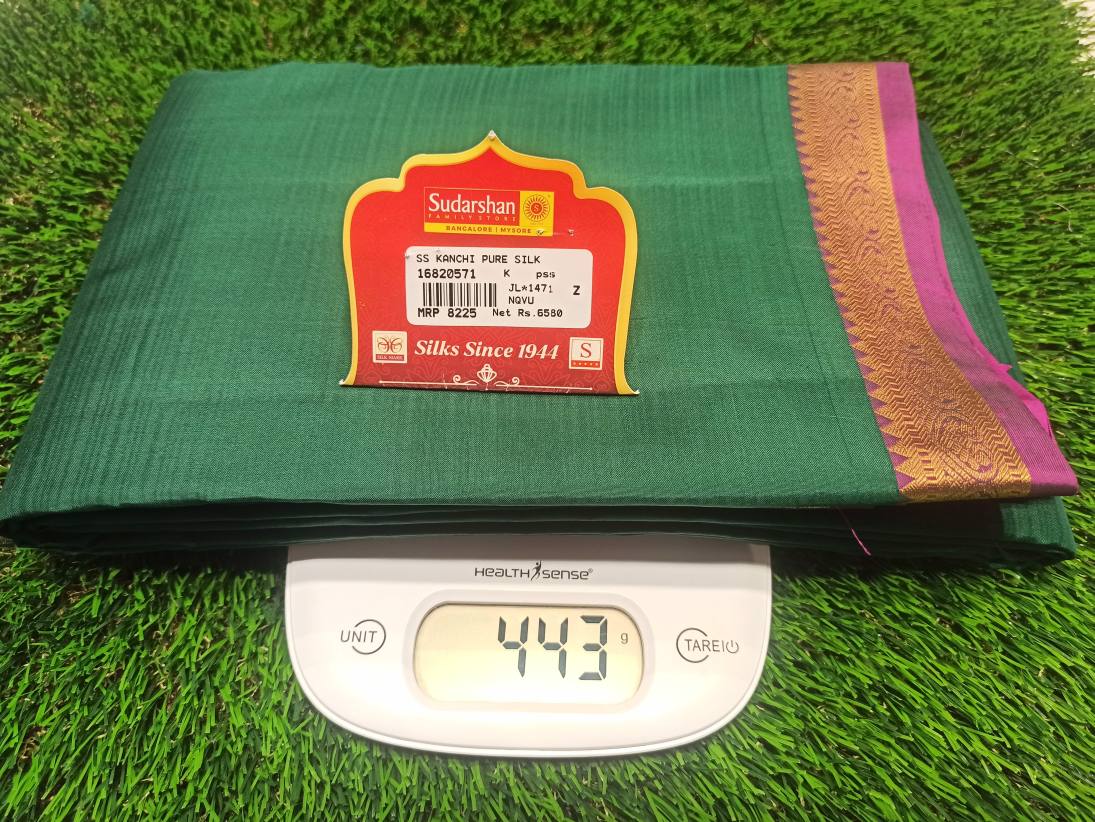 Sudarshan
FAMILY STORE
BANGALORE | MYSORE
SS KANCHI PURE SILK
16820571 K pss
JL*1471 Z
NQVU
MRP 8225 Net Rs.6580
SILK MARK Silks Since 1944 S
HEALTH SENSE®
UNIT 443 g TARE/